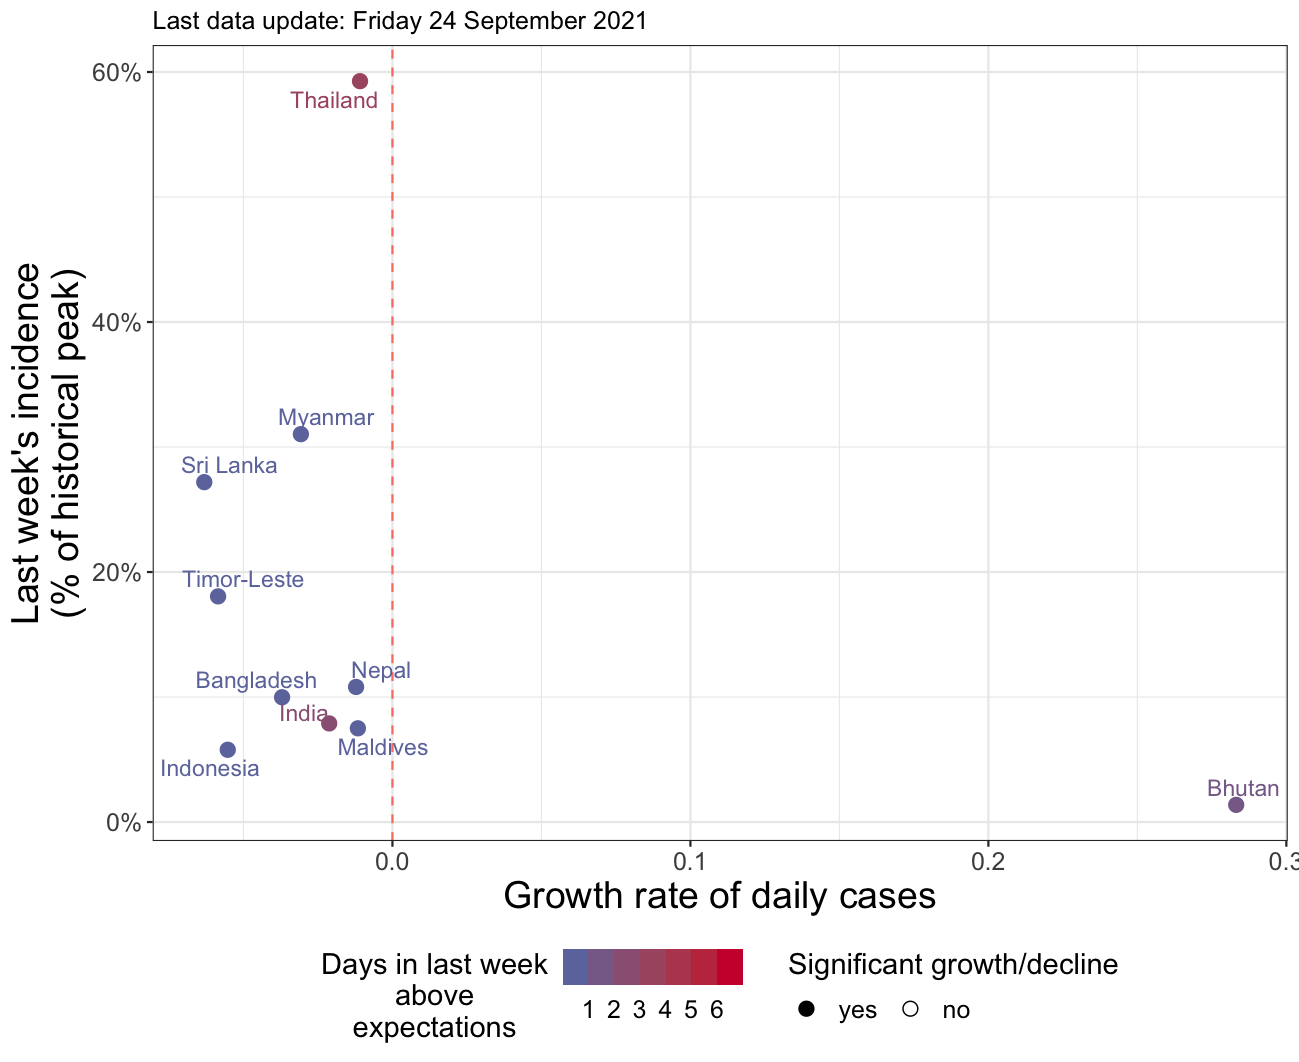 Last data update: Friday 24 September 2021
Last week's incidence
(% of historical peak)
60%
40%
20%
0%
Thailand
Myanmar
Sri Lanka
Timor-Leste
Nepal
Bangladesh
India
Maldives
Indonesia
Bhutan
0.0 0.1 0.2 0.3
Growth rate of daily cases
Days in last week
above
expectations
1 2 3 4 5 6
Significant growth/decline
yes no